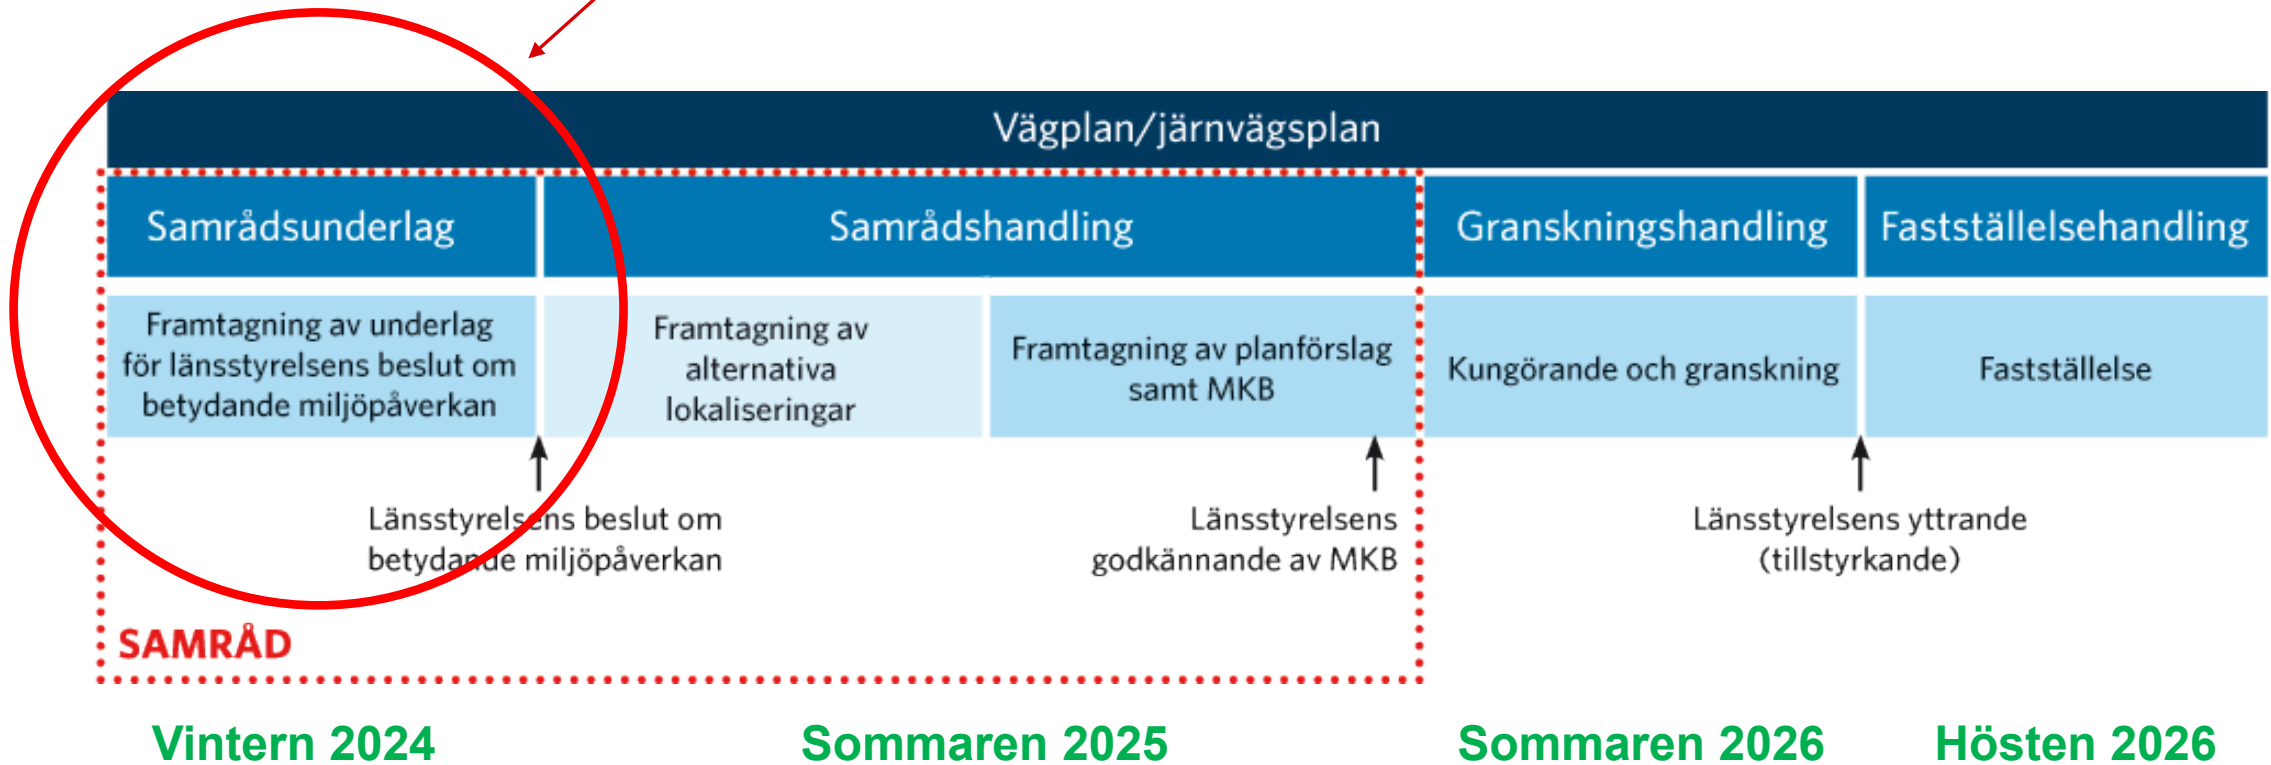 Vägplan/järnvägsplan
Samrådsunderlag
Samrådshandling
Granskningshandling
Fastställelsehandling
Framtagning av underlag
för länsstyrelsens beslut om
betydande miljöpåverkan
Framtagning av
alternativa
lokaliseringar
Framtagning av planförslag
samt MKB
Kungörande och granskning
Fastställelse
Länsstyrelsens beslut om
betydande miljöpåverkan
Länsstyrelsens
godkännande av MKB
Länsstyrelsens yttrande
(tillstyrkande)
SAMRÅD
Vintern 2024
Sommaren 2025
Sommaren 2026
Hösten 2026